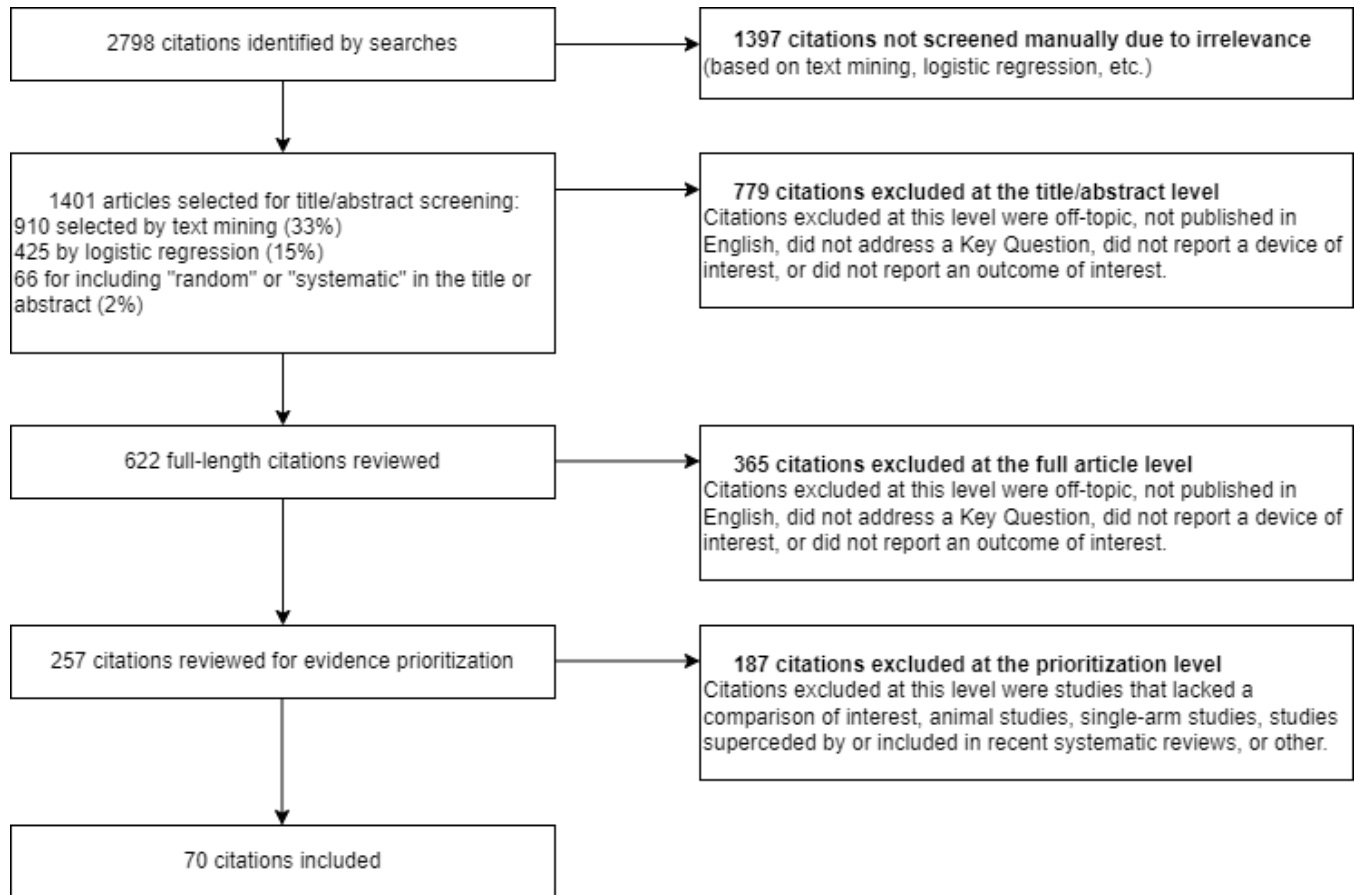 2798 citations identified by searches
1397 citations not screened manually due to irrelevance
(based on text mining, logistic regression, etc.)
1401 articles selected for title/abstract screening:
910 selected by text mining (33%)
425 by logistic regression (15%)
66 for including "random" or "systematic" in the title or
abstract (2%)
779 citations excluded at the title/abstract level
Citations excluded at this level were off-topic, not published in
English, did not address a Key Question, did not report a device of
interest, or did not report an outcome of interest.
622 full-length citations reviewed
365 citations excluded at the full article level
Citations excluded at this level were off-topic, not published in
English, did not address a Key Question, did not report a device of
interest, or did not report an outcome of interest.
257 citations reviewed for evidence prioritization
187 citations excluded at the prioritization level
Citations excluded at this level were studies that lacked a
comparison of interest, animal studies, single-arm studies, studies
superceded by or included in recent systematic reviews, or other.
70 citations included